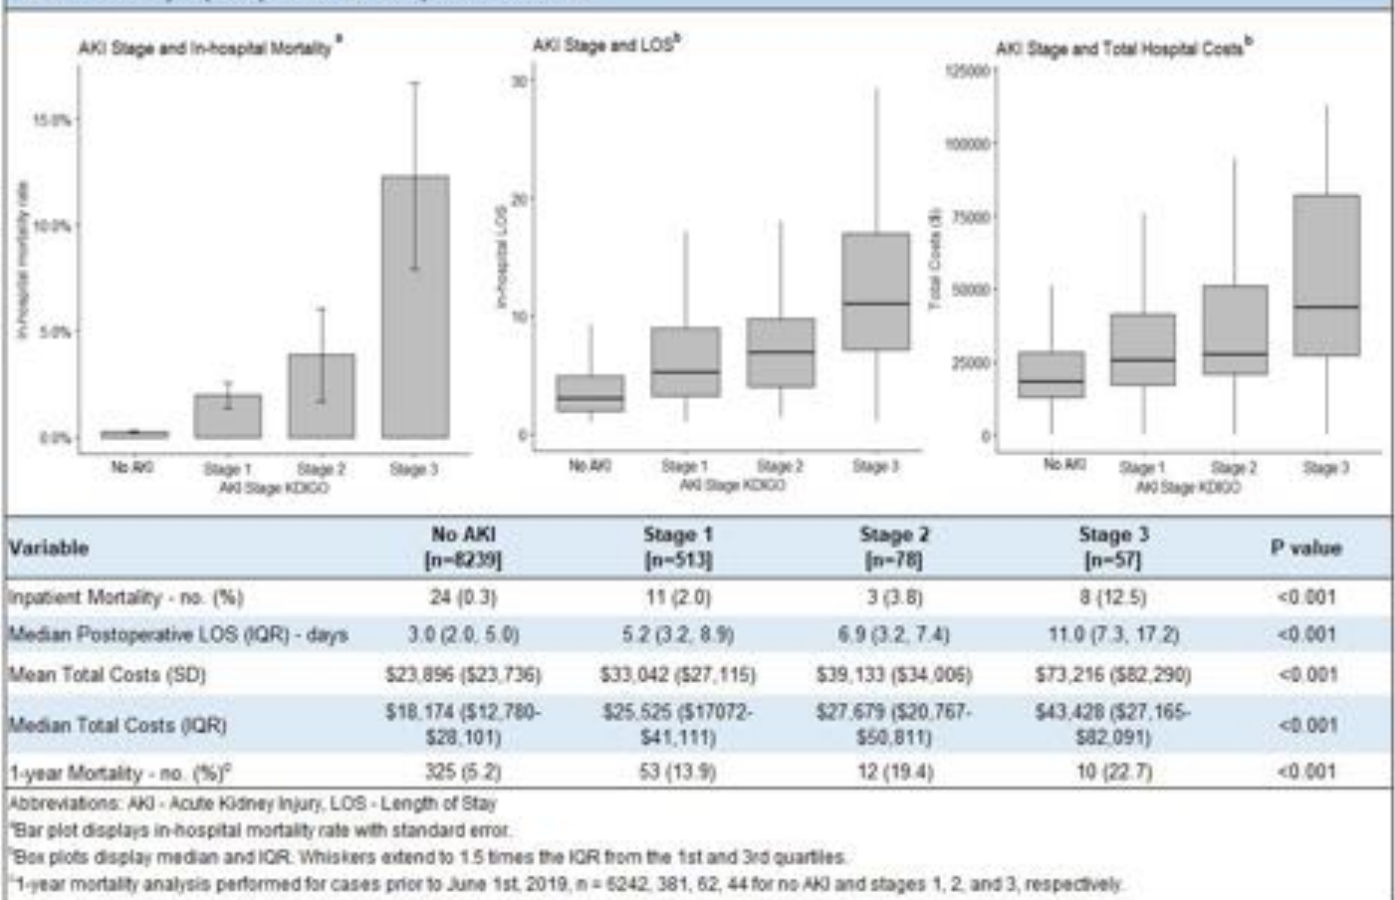 AKI Stage and In-hospital Mortality a
AKI Stage and LOS b
AKI Stage and Total Hospital Costs b
In-hospital mortality rate
15.0%
10.0%
5.0%
0.0%
No AKI Stage 1 Stage 2 Stage 3
AKI Stage KDIGO
In-hospital LOS
30
20
10
0
No AKI Stage 1 Stage 2 Stage 3
AKI Stage KDIGO
Total Costs ($)
125000
100000
75000
50000
25000
0
No AKI Stage 1 Stage 2 Stage 3
AKI Stage KDIGO
Variable No AKI [n=8239] Stage 1 [n=513] Stage 2 [n=78] Stage 3 [n=57] P value
Inpatient Mortality - no. (%) 24 (0.3) 11 (2.0) 3 (3.8) 8 (12.5) <0.001
Median Postoperative LOS (IQR) - days 3.0 (2.0, 5.0) 5.2 (3.2, 8.9) 6.9 (3.2, 7.4) 11.0 (7.3, 17.2) <0.001
Mean Total Costs (SD) $23,896 ($23,736) $33,042 ($27,115) $39,133 ($34,006) $73,216 ($82,290) <0.001
Median Total Costs (IQR) $18,174 ($12,780-$28,101) $25,525 ($17072-$41,111) $27,679 ($20,767-$50,811) $43,428 ($27,165-$82,091) <0.001
1-year Mortality - no. (%)c 325 (5.2) 53 (13.9) 12 (19.4) 10 (22.7) <0.001
Abbreviations: AKI - Acute Kidney Injury, LOS - Length of Stay
aBar plot displays in-hospital mortality rate with standard error.
bBox plots display median and IQR. Whiskers extend to 1.5 times the IQR from the 1st and 3rd quartiles.
c1-year mortality analysis performed for cases prior to June 1st, 2019, n = 6242, 381, 62, 44 for no AKI and stages 1, 2, and 3, respectively.